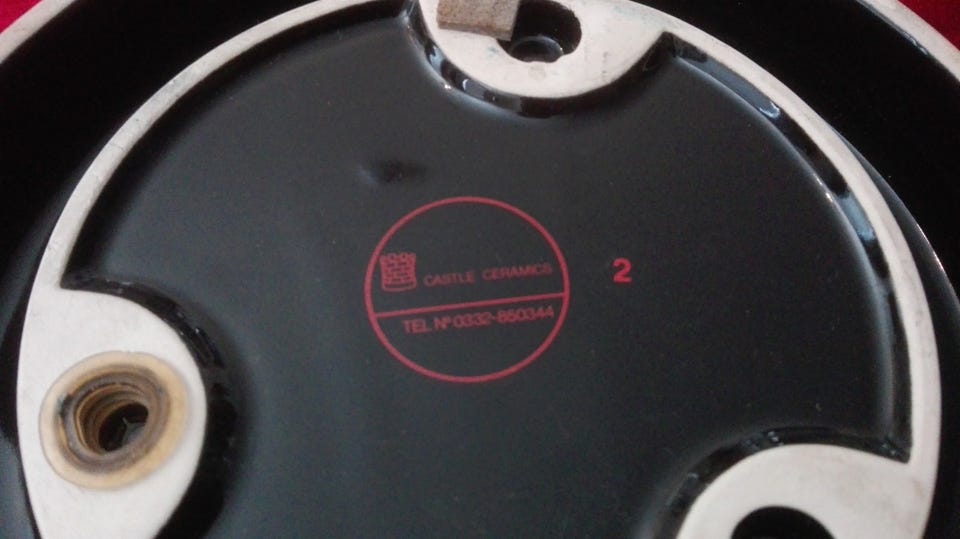 CASTLE CERAMICS
2
TEL Nº 0332-850344